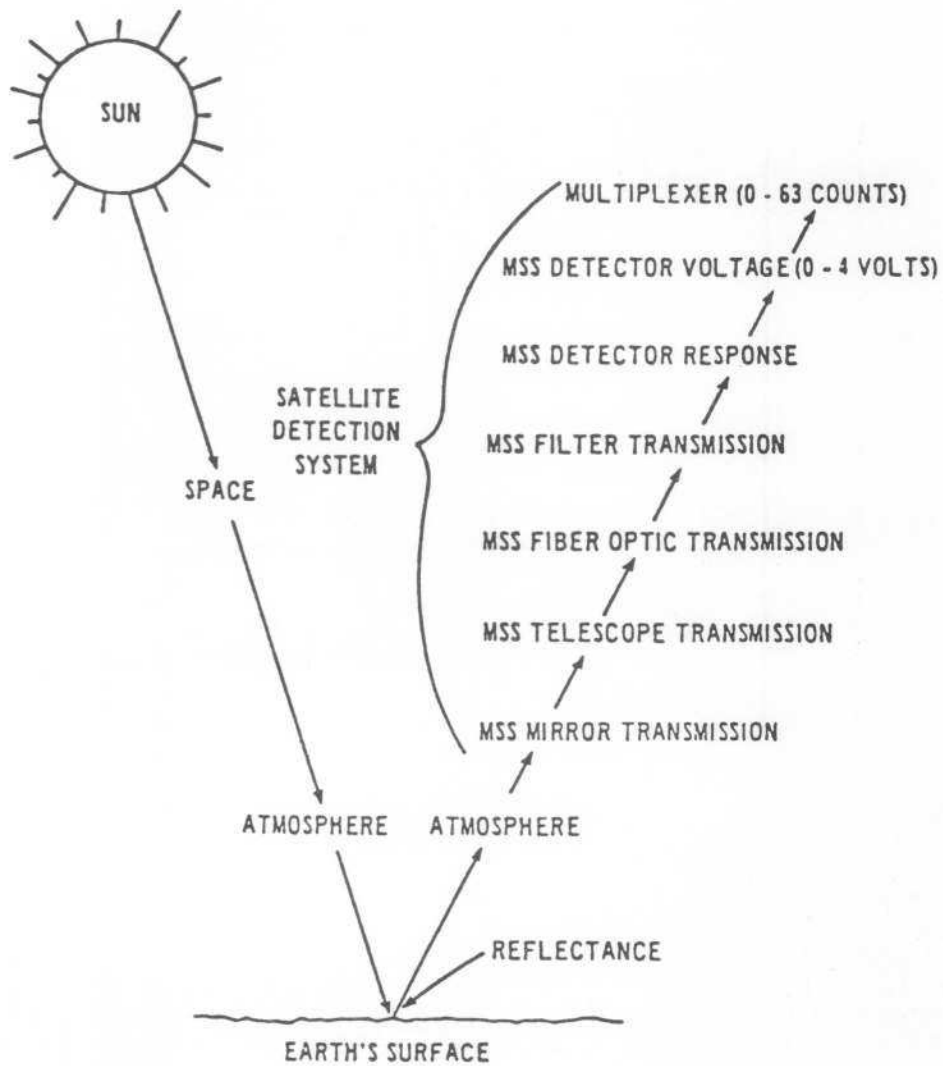 SUN
MULTIPLEXER (0 - 63 COUNTS)
MSS DETECTOR VOLTAGE (0 - 4 VOLTS)
MSS DETECTOR RESPONSE
SATELLITE
DETECTION
SYSTEM
MSS FILTER TRANSMISSION
SPACE
MSS FIBER OPTIC TRANSMISSION
MSS TELESCOPE TRANSMISSION
MSS MIRROR TRANSMISSION
ATMOSPHERE
ATMOSPHERE
REFLECTANCE
EARTH'S SURFACE